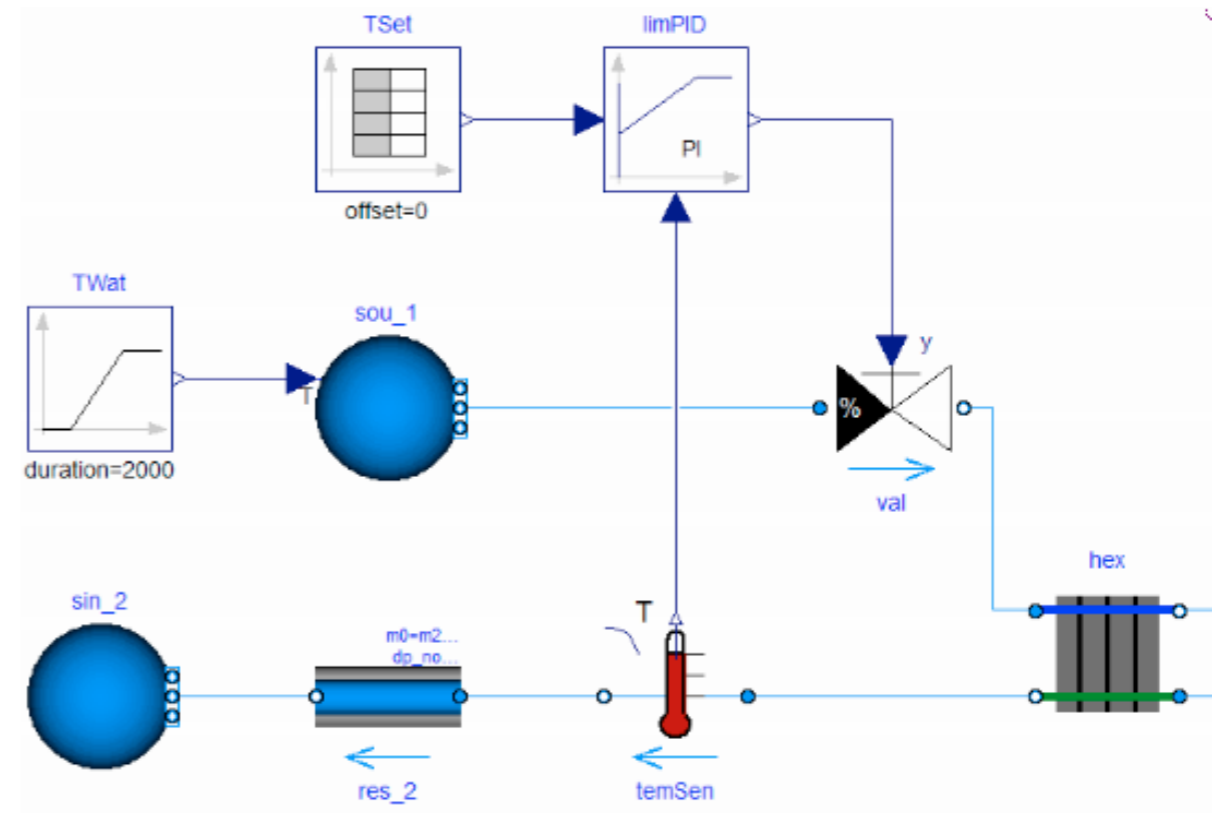 TSet
limPID
PI
offset=0
TWat
sou_1
T
y
%
duration=2000
val
hex
sin_2
T
m0=m2...
dp_no...
res_2
temSen